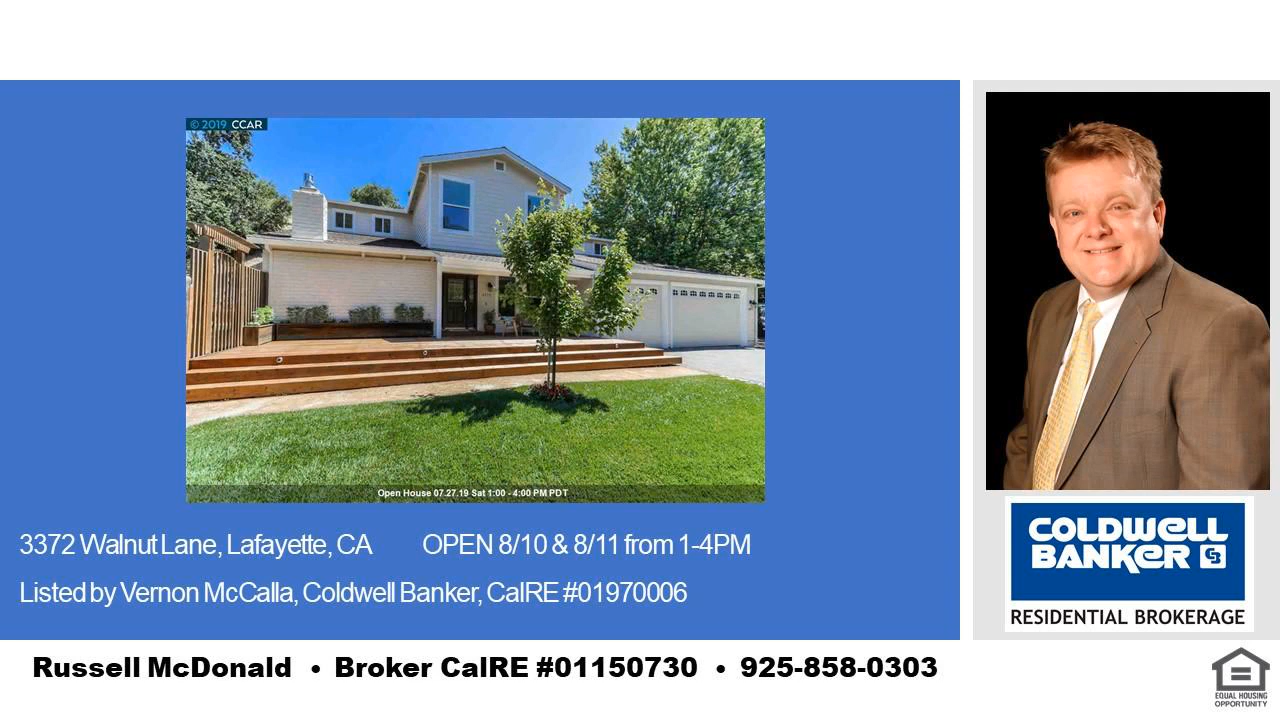 © 2019 CCAR
Open House 07.27.19 Sat 1:00 - 4:00 PM PDT
3372 Walnut Lane, Lafayette, CA OPEN 8/10 & 8/11 from 1-4PM
Listed by Vernon McCalla, Coldwell Banker, CalRE #01970006
COLDWELL
BANKER CB
RESIDENTIAL BROKERAGE
Russell McDonald • Broker CalRE #01150730 • 925-858-0303
EQUAL HOUSING
OPPORTUNITY